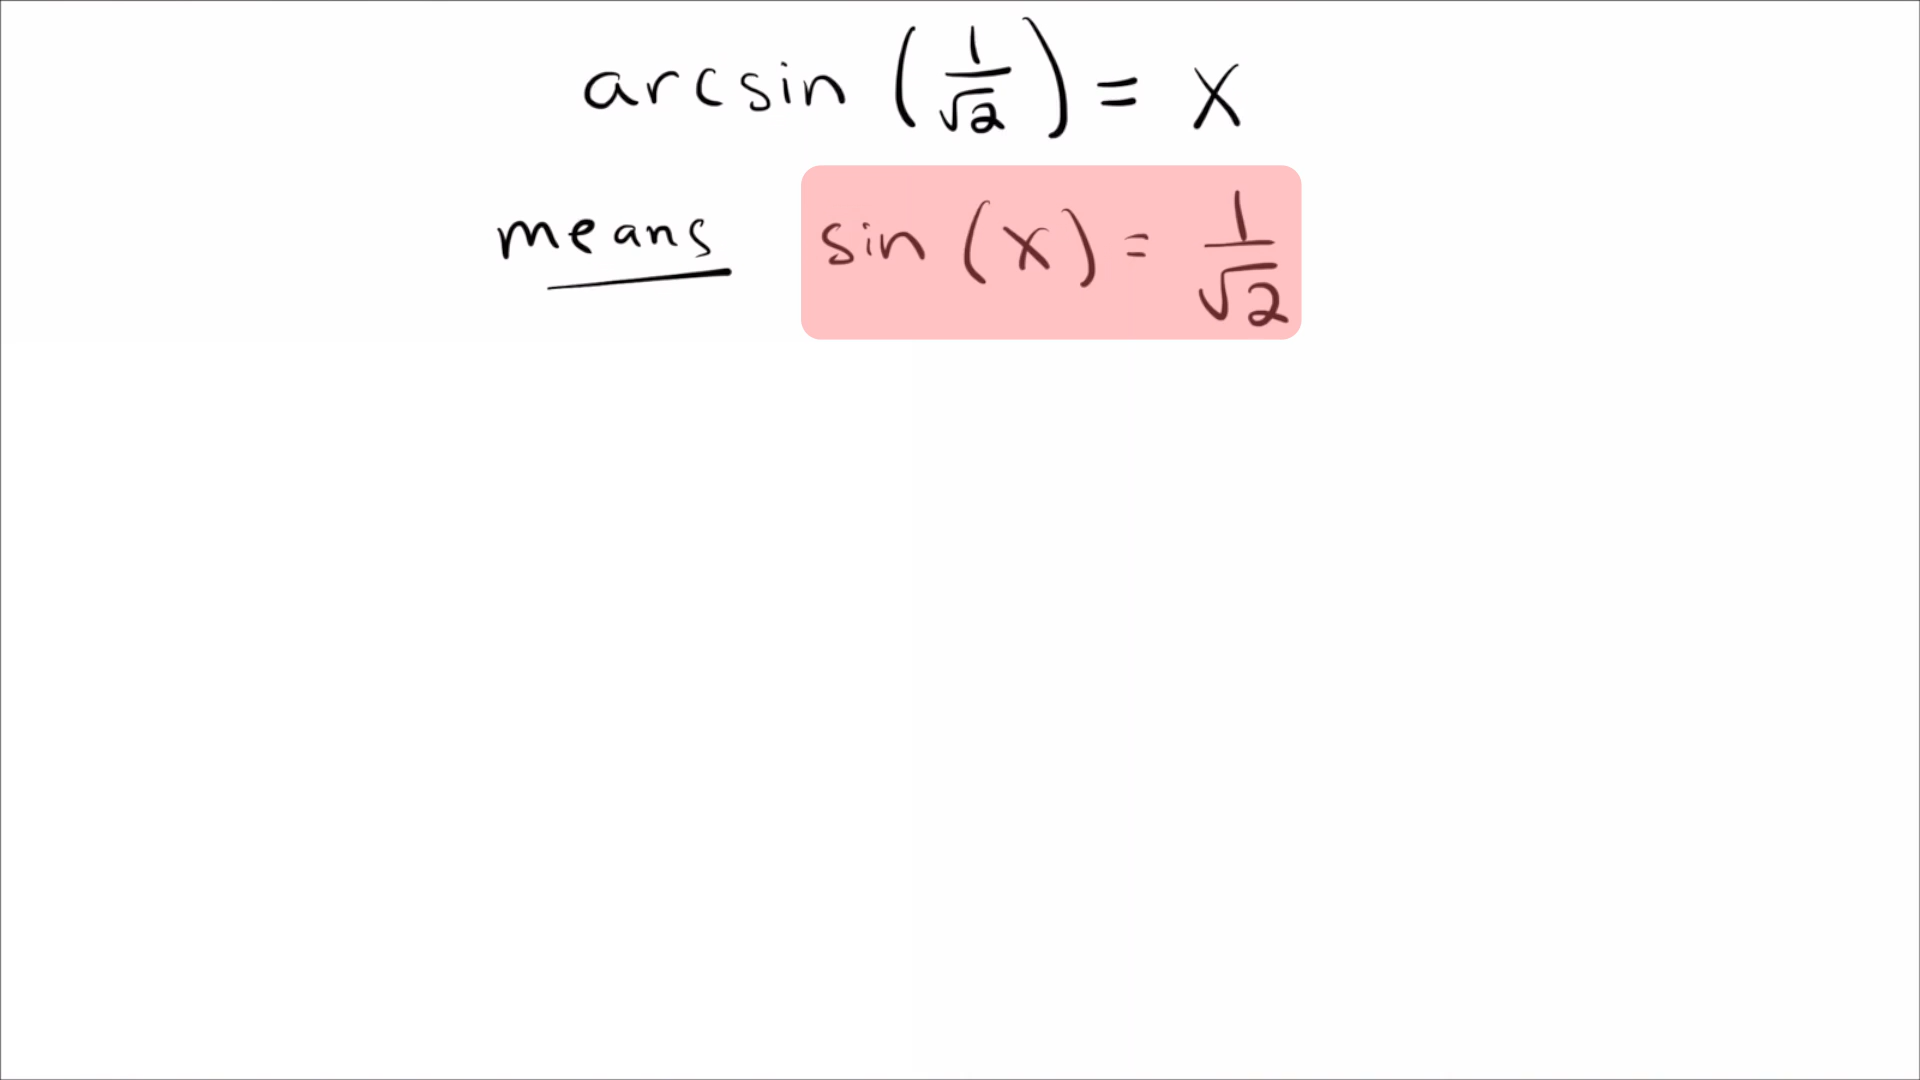 arcsin (1/√2) = x
means sin (x) = 1/√2